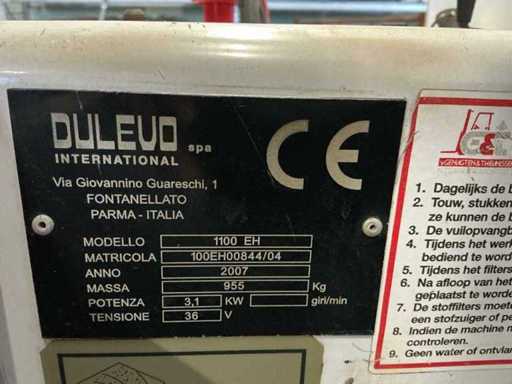 DULEVO spa
INTERNATIONAL
Via Giovannino Guareschi, 1
FONTANELLATO
PARMA - ITALIA
CE
MODELLO 1100 EH
MATRICOLA 100EH00844/04
ANNO 2007
MASSA 955 Kg
POTENZA 3,1 KW giri/min
TENSIONE 36 V
1. Dagelijks de b
2. Touw, stukken
ze kunnen de b
3. De vuilopvangb
4. Tijdens het werk
bediend te worde
5. Tijdens het filters
6. Na afloop van het
geplaatst te worde
7. De stoffilters moete
een stofzuiger of pe
8. Indien de machine n
controleren.
9. Geen water of ontvlan